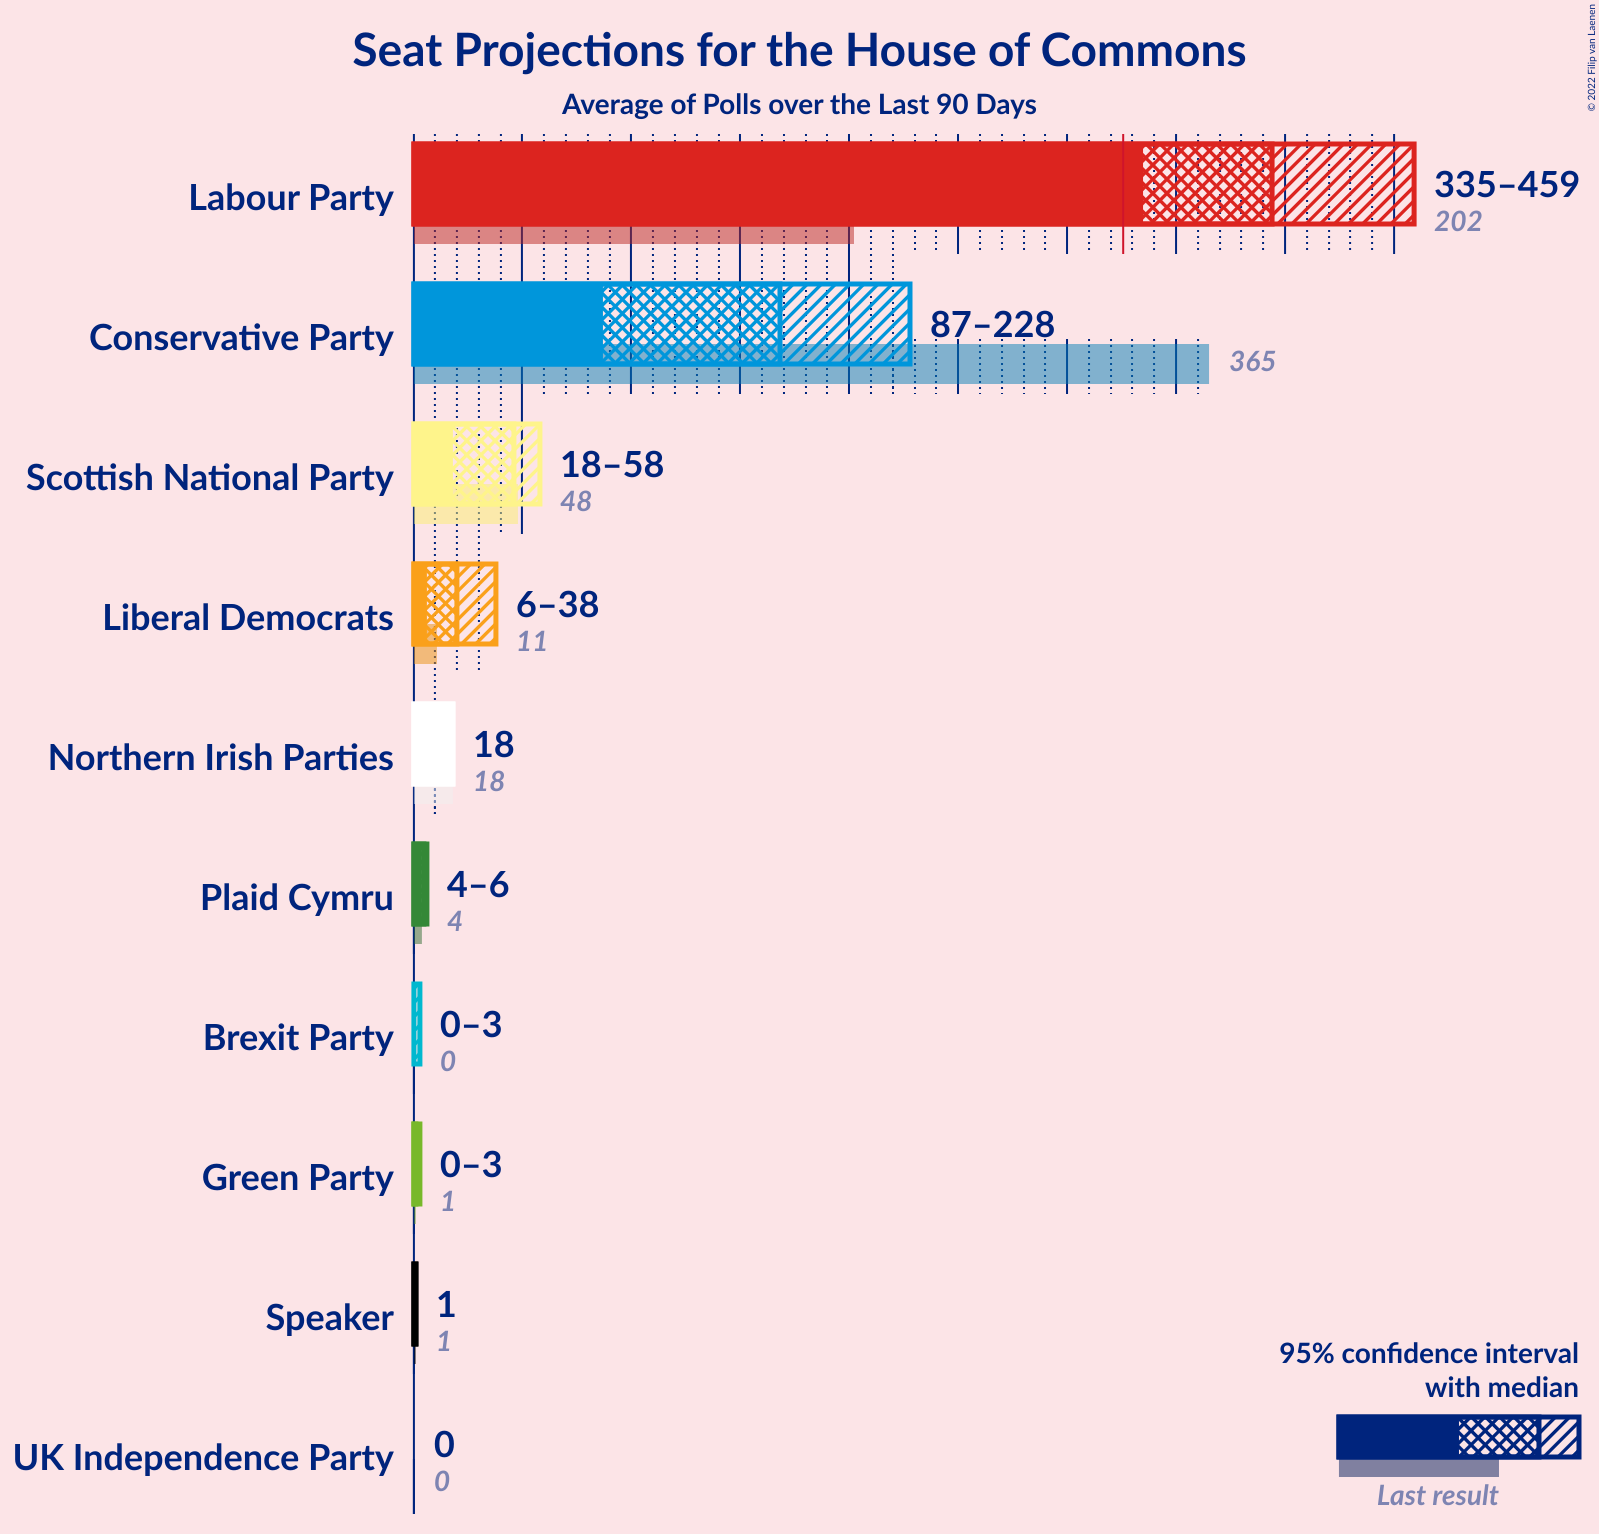 Seat Projections for the House of Commons
Average of Polls over the Last 90 Days
© 2022 Filip van Laenen
Labour Party
335–459
202
Conservative Party
87–228
365
Scottish National Party
18–58
48
Liberal Democrats
6–38
11
Northern Irish Parties
18
18
Plaid Cymru
4–6
4
Brexit Party
0–3
0
Green Party
0–3
1
Speaker
1
1
UK Independence Party
0
0
95% confidence interval
with median
Last result